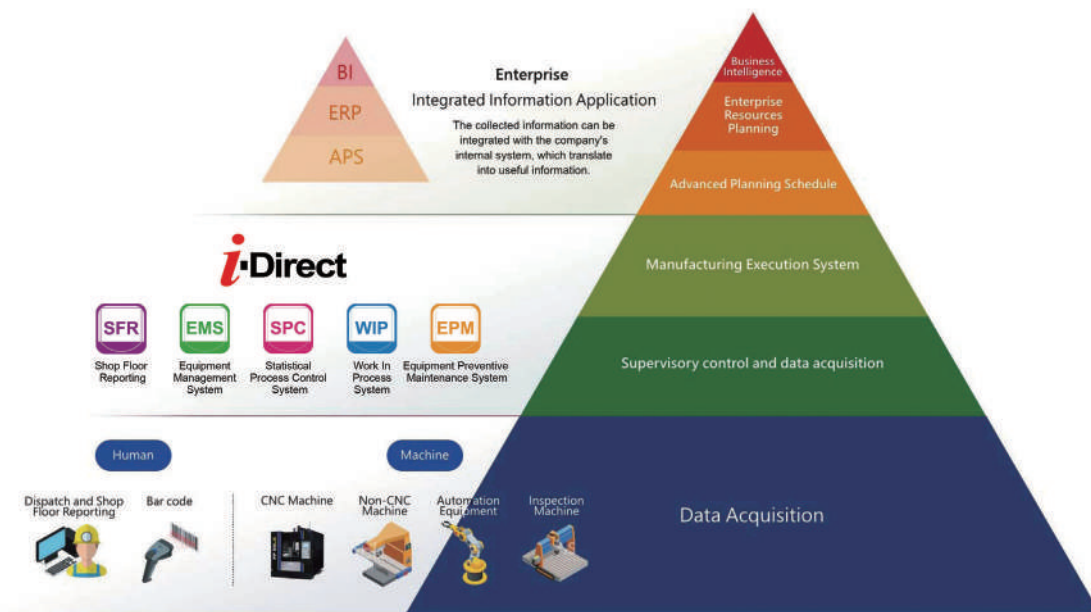 BI
ERP
APS
Enterprise
Integrated Information Application
The collected information can be
integrated with the company's
internal system, which translate
into useful information.
Business
Intelligence
Enterprise
Resources
Planning
Advanced Planning Schedule
Manufacturing Execution System
Supervisory control and data acquisition
Data Acquisition
i·Direct
SFR
Shop Floor
Reporting
EMS
Equipment
Management
System
SPC
Statistical
Process Control
System
WIP
Work In
Process
System
EPM
Equipment Preventive
Maintenance System
Human
Machine
Dispatch and Shop
Floor Reporting
Bar code
CNC Machine
Non-CNC
Machine
Automation
Equipment
Inspection
Machine